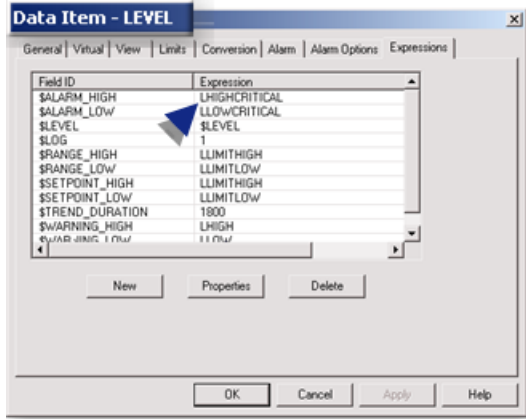 Data Item - LEVEL
General Virtual View Limits Conversion Alarm Alarm Options Expressions
Field ID Expression
$ALARM_HIGH LHIGHCRITICAL
$ALARM_LOW LLOWCRITICAL
$LEVEL $LEVEL
$LOG 1
$RANGE_HIGH LLIMITHIGH
$RANGE_LOW LLIMITLOW
$SETPOINT_HIGH LLIMITHIGH
$SETPOINT_LOW LLIMITLOW
$TREND_DURATION 1800
$WARNING_HIGH LHIGH
$WARNING_LOW LLOW
New Properties Delete
OK Cancel Apply Help